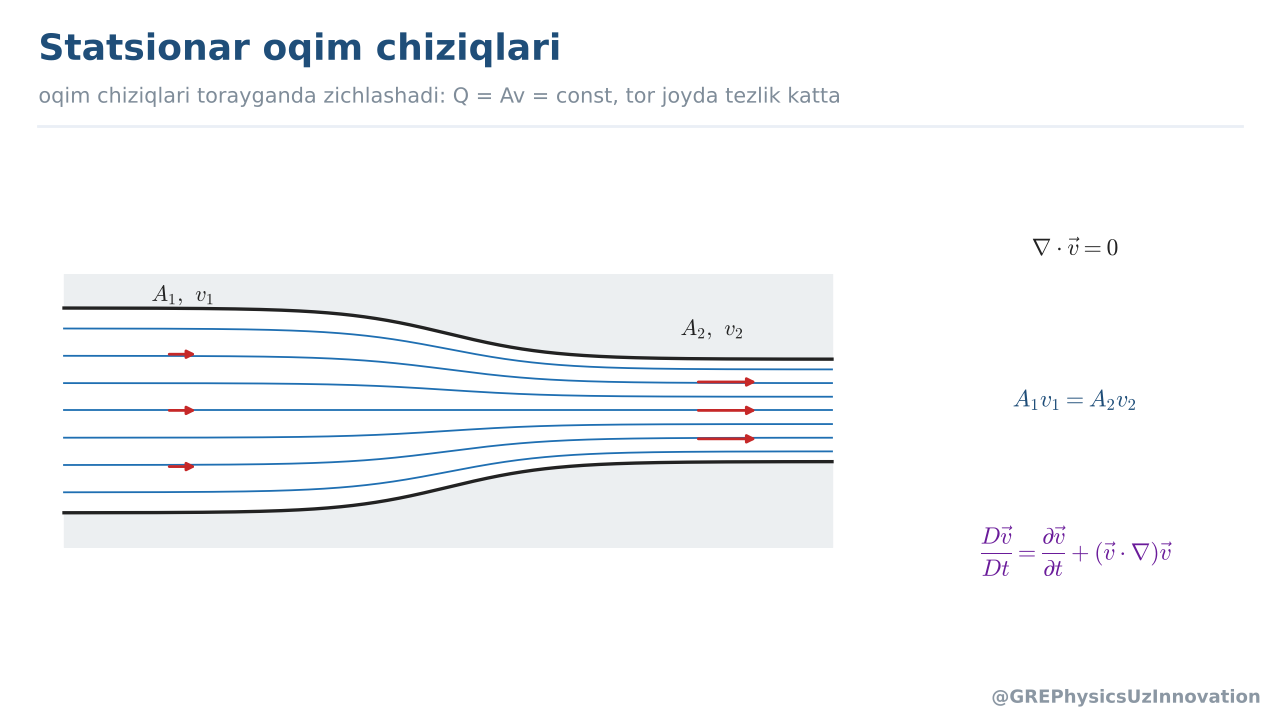 Statsionar oqim chiziqlari
oqim chiziqlari torayganda zichlashadi: Q = Av = const, tor joyda tezlik katta
A₁, v₁
A₂, v₂
∇ · v⃗ = 0
A₁v₁ = A₂v₂
Dv⃗/Dt = ∂v⃗/∂t + (v⃗ · ∇)v⃗
@GREPhysicsUzInnovation